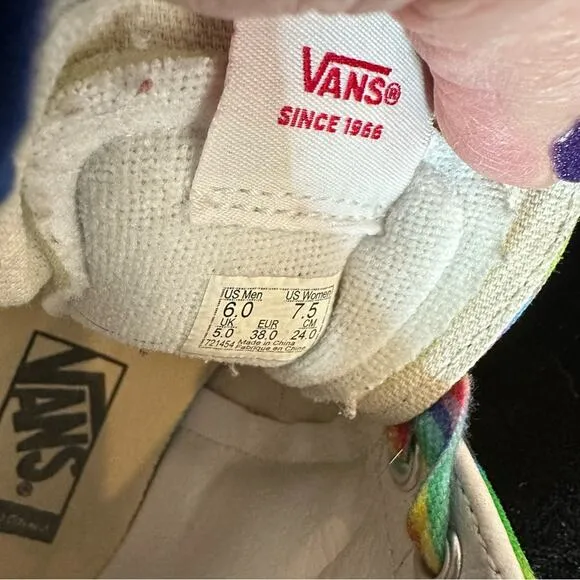 VANS®
SINCE 1966
US Men US Women
6.0 7.5
UK EUR CM
5.0 38.0 24.0
721454 Made in China
Fabriqué en Chine
VANS®